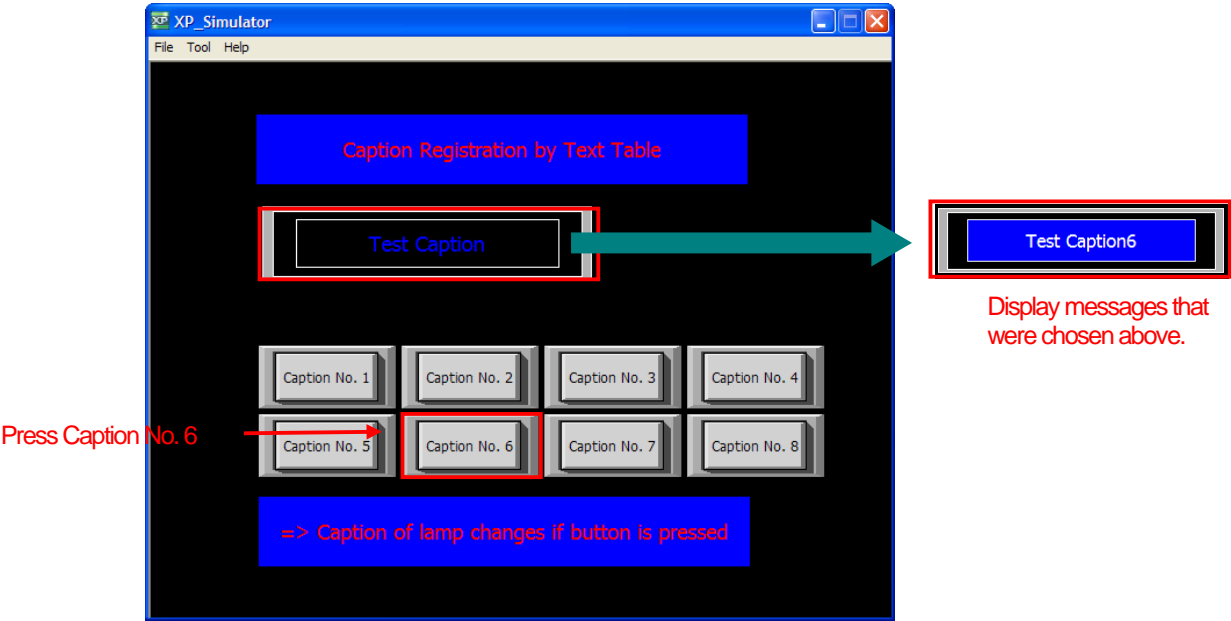 XP XP_Simulator
File Tool Help
Caption Registration by Text Table
Test Caption
Test Caption6
Display messages that
were chosen above.
Caption No. 1
Caption No. 2
Caption No. 3
Caption No. 4
Press Caption No. 6
Caption No. 5
Caption No. 6
Caption No. 7
Caption No. 8
=> Caption of lamp changes if button is pressed